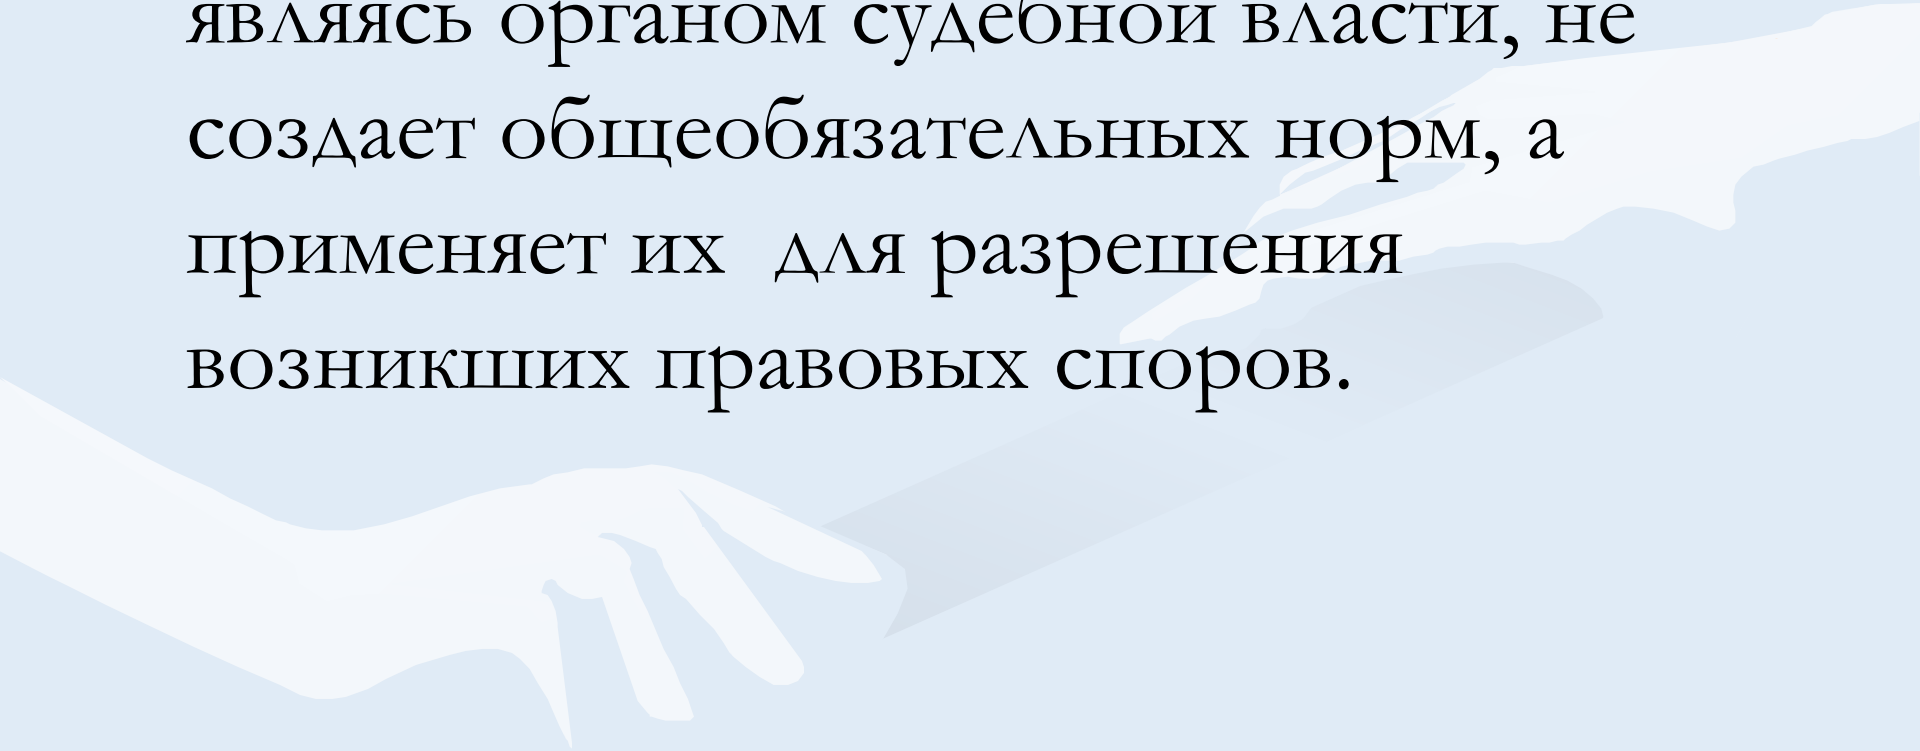 являясь органом судебной власти, не
создает общеобязательных норм, а
применяет их для разрешения
возникших правовых споров.